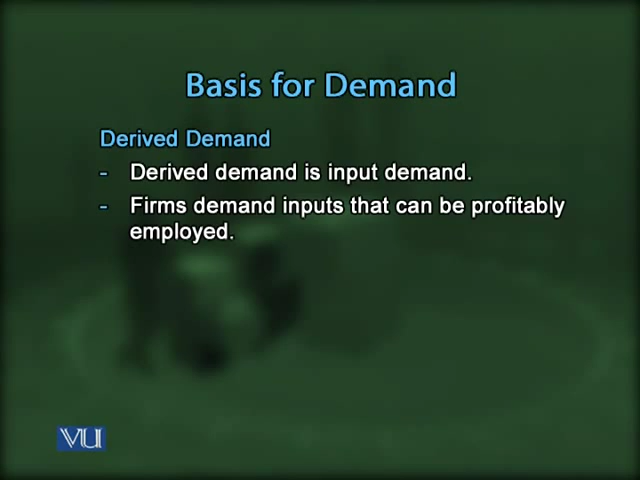 Basis for Demand
Derived Demand
- Derived demand is input demand.
- Firms demand inputs that can be profitably
employed.
VU